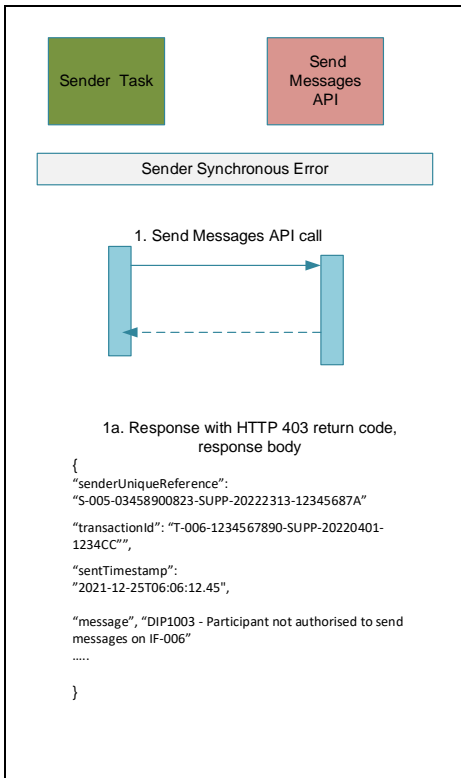 Sender Task
Send
Messages
API
Sender Synchronous Error
1. Send Messages API call
1a. Response with HTTP 403 return code,
response body
{
“senderUniqueReference”:
“S-005-03458900823-SUPP-20222313-12345687A”
“transactionId”: “T-006-1234567890-SUPP-20220401-
1234CC””,
“sentTimestamp”:
”2021-12-25T06:06:12.45",
“message”, “DIP1003 - Participant not authorised to send
messages on IF-006”
…..
}